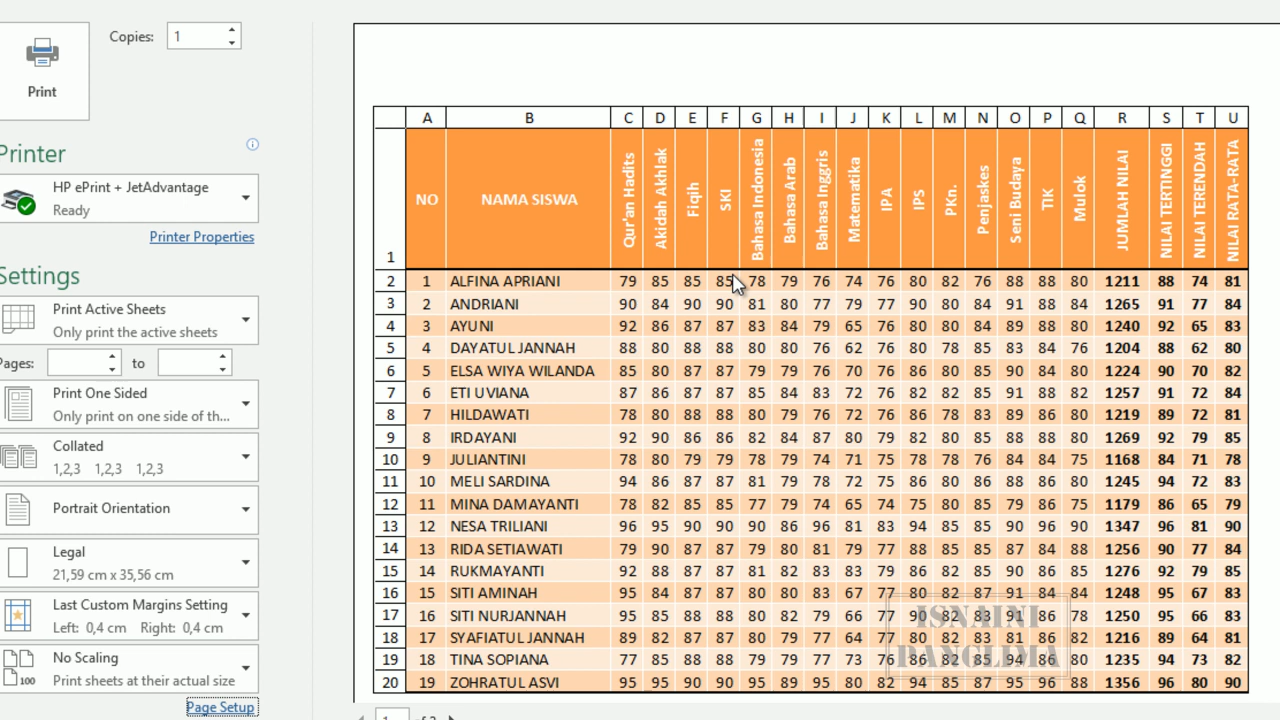 Print
Copies: 1
Printer
HP ePrint + JetAdvantage
Ready
Printer Properties
Settings
Print Active Sheets
Only print the active sheets
Pages: to
Print One Sided
Only print on one side of th...
Collated
1,2,3 1,2,3 1,2,3
Portrait Orientation
Legal
21,59 cm x 35,56 cm
Last Custom Margins Setting
Left: 0,4 cm Right: 0,4 cm
No Scaling
Print sheets at their actual size
100
Page Setup
A B C D E F G H I J K L M N O P Q R S T U
1 NO NAMA SISWA Qur'an Hadits Akidah Akhlak Fiqih SKI Bahasa Indonesia Bahasa Arab Bahasa Inggris Matematika IPA IPS PKn. Penjaskes Seni Budaya TIK Mulok JUMLAH NILAI NILAI TERTINGGI NILAI TERENDAH NILAI RATA-RATA
2 1 ALFINA APRIANI 79 85 85 85 78 79 76 74 76 80 82 76 88 88 80 1211 88 74 81
3 2 ANDRIANI 90 84 90 90 81 80 77 79 77 90 80 84 91 88 84 1265 91 77 84
4 3 AYUNI 92 86 87 87 83 84 79 65 76 80 80 84 89 88 80 1240 92 65 83
5 4 DAYATUL JANNAH 88 80 88 88 80 80 76 62 76 80 78 85 83 84 76 1204 88 62 80
6 5 ELSA WIYA WILANDA 85 80 87 87 79 79 76 70 76 86 80 85 90 84 80 1224 90 70 82
7 6 ETI UVIANA 87 86 87 87 85 84 83 72 76 82 82 85 91 88 82 1257 91 72 84
8 7 HILDAWATI 78 80 88 88 80 79 76 72 76 86 78 83 89 86 80 1219 89 72 81
9 8 IRDAYANI 92 90 86 86 82 84 87 80 79 82 80 85 88 88 80 1269 92 79 85
10 9 JULIANTINI 78 80 79 79 78 79 74 71 75 78 78 76 84 84 75 1168 84 71 78
11 10 MELI SARDINA 94 86 87 87 81 79 78 72 75 86 80 86 88 86 80 1245 94 72 83
12 11 MINA DAMAYANTI 78 82 85 85 77 79 74 65 74 75 80 85 79 86 75 1179 86 65 79
13 12 NESA TRILIANI 96 95 90 90 90 86 96 81 83 94 85 85 90 96 90 1347 96 81 90
14 13 RIDA SETIAWATI 79 90 87 87 79 80 81 79 77 88 85 85 87 84 88 1256 90 77 84
15 14 RUKMAYANTI 92 88 87 87 81 82 83 83 79 86 82 85 90 86 85 1276 92 79 85
16 15 SITI AMINAH 95 84 87 87 80 80 83 67 77 80 82 87 91 84 84 1248 95 67 83
17 16 SITI NURJANNAH 95 85 88 88 80 82 79 66 77 90 82 83 91 86 78 1250 95 66 83
18 17 SYAFIATUL JANNAH 89 82 87 87 80 79 77 64 77 80 82 83 81 86 82 1216 89 64 81
19 18 TINA SOPIANA 77 85 88 88 79 79 77 73 76 86 82 85 94 86 80 1235 94 73 82
20 19 ZOHRATUL ASVI 95 95 90 90 95 89 95 80 82 94 85 87 95 96 88 1356 96 80 90
ISNAINI
PANGLIMA